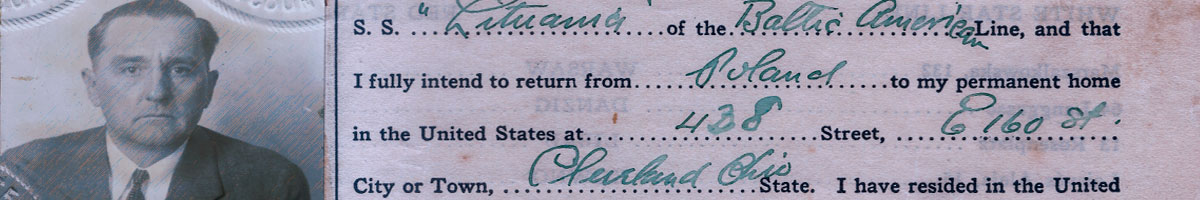 S. S. "Lithuania" of the Baltic American Line, and that
I fully intend to return from Poland to my permanent home
in the United States at 438 Street, E 160 St.
City or Town, Cleveland Ohio State. I have resided in the United